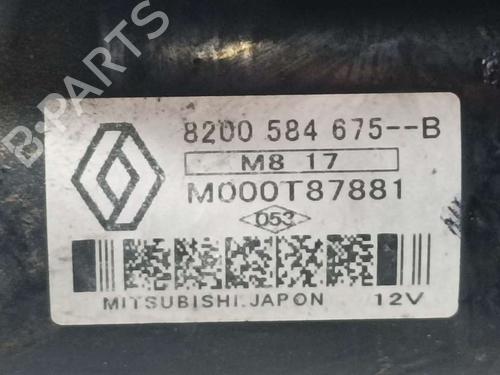 B-PARTS
8200 584 675--B
M8 17
M000T87881
053
MITSUBISHI.JAPON 12V